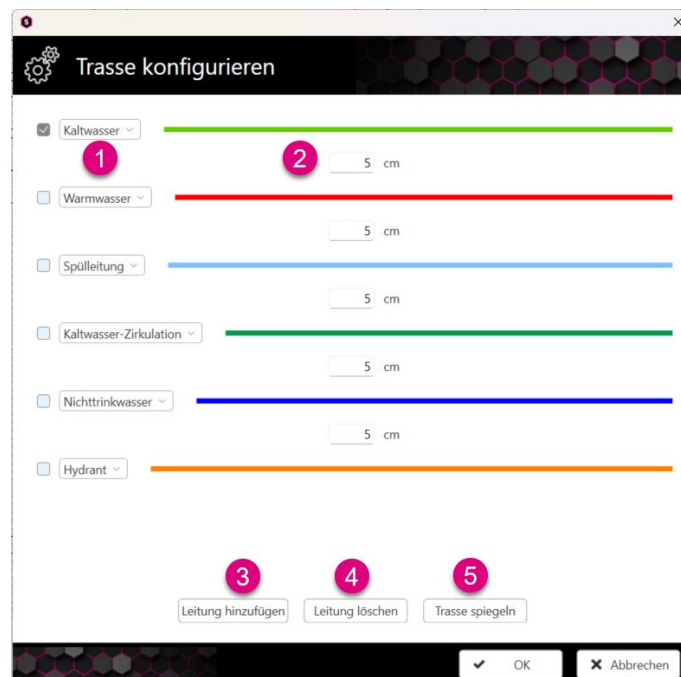 S
Trasse konfigurieren
Kaltwasser
1
2
5 cm
Warmwasser
5 cm
Spülleitung
5 cm
Kaltwasser-Zirkulation
5 cm
Nichttrinkwasser
5 cm
Hydrant
3 4 5
Leitung hinzufügen Leitung löschen Trasse spiegeln
OK Abbrechen